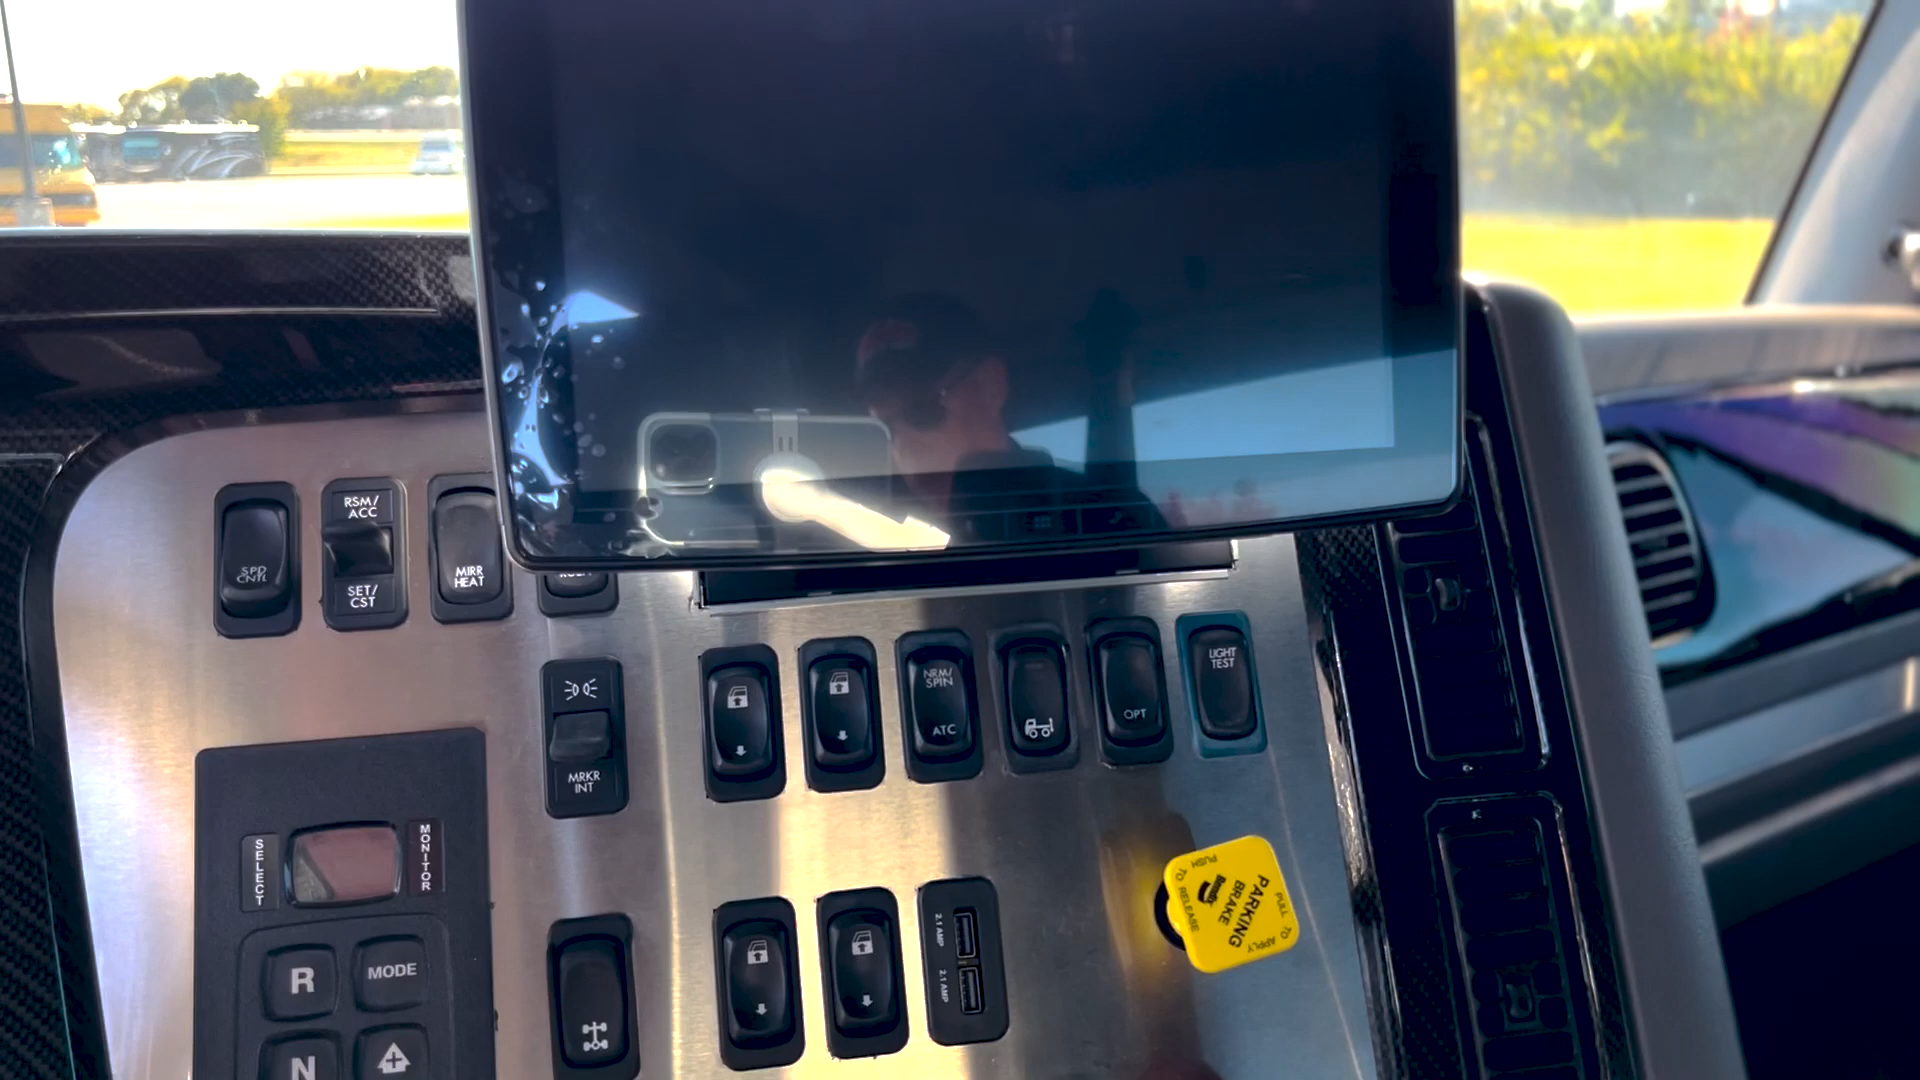 SPD
CNTL
RSM/
ACC
SET/
CST
MIRR
HEAT
MRKR
INT
NRM/
SPIN
ATC
OPT
LIGHT
TEST
SELECT
MONITOR
R
MODE
N
2.1 AMP
2.1 AMP
PUSH
TO RELEASE
Bendix
PARKING
BRAKE
PULL
TO APPLY